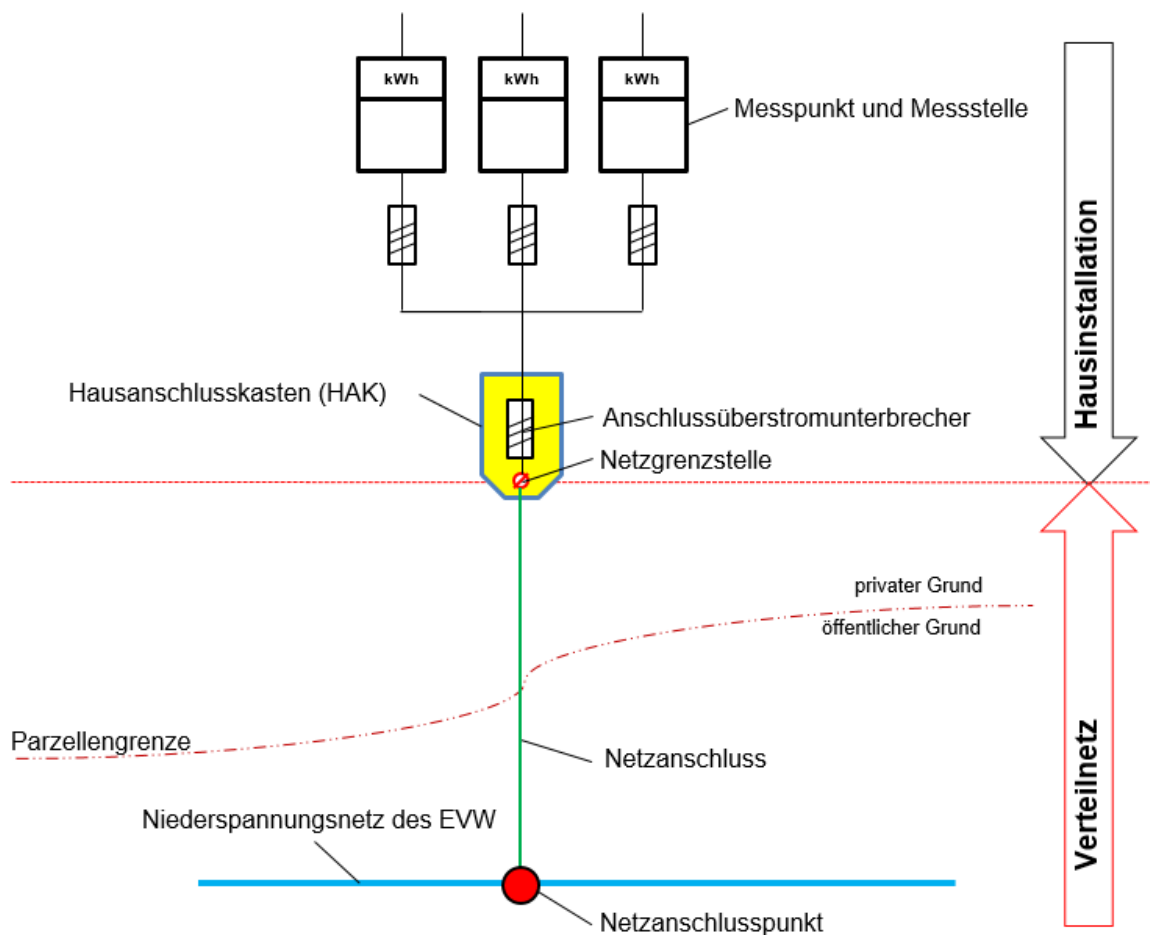 kWh
kWh
kWh
Messpunkt und Messstelle
Hausinstallation
Hausanschlusskasten (HAK)
Anschlussüberstromunterbrecher
Netzgrenzstelle
privater Grund
öffentlicher Grund
Parzellengrenze
Netzanschluss
Verteilnetz
Niederspannungsnetz des EVW
Netzanschlusspunkt